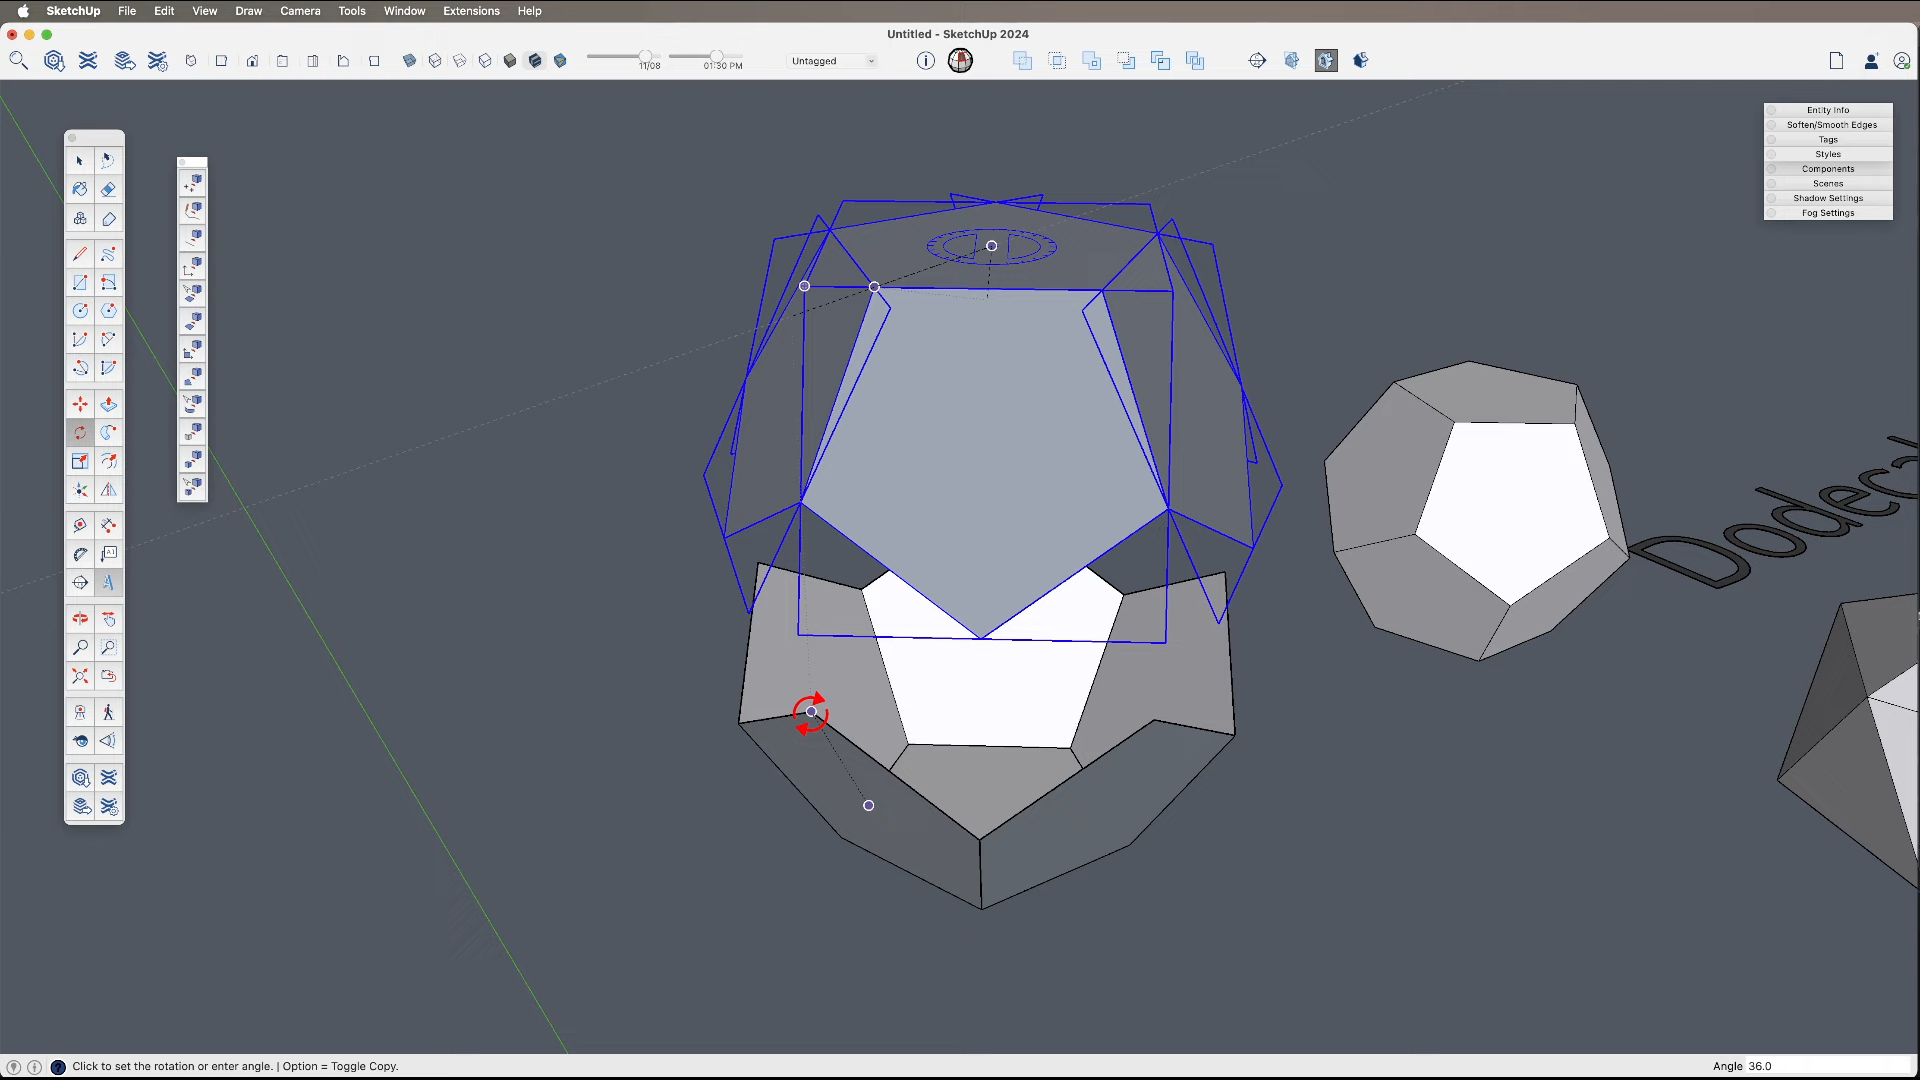 SketchUp File Edit View Draw Camera Tools Window Extensions Help
Untitled - SketchUp 2024
11/08
01:30 PM
Untagged
Entity Info
Soften/Smooth Edges
Tags
Styles
Components
Scenes
Shadow Settings
Fog Settings
A1
A
Click to set the rotation or enter angle. | Option = Toggle Copy.
Angle 36.0